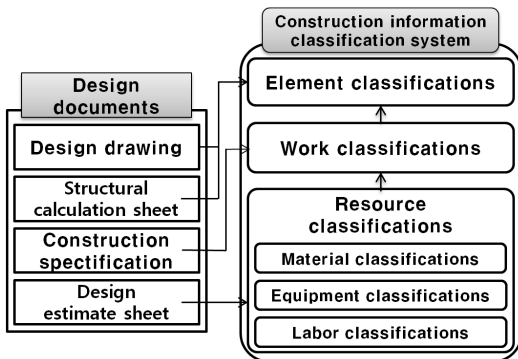 Design
documents
Design drawing
Structural
calculation sheet
Construction
spectification
Design
estimate sheet
Construction information
classification system
Element classifications
Work classifications
Resource
classifications
Material classifications
Equipment classifications
Labor classifications